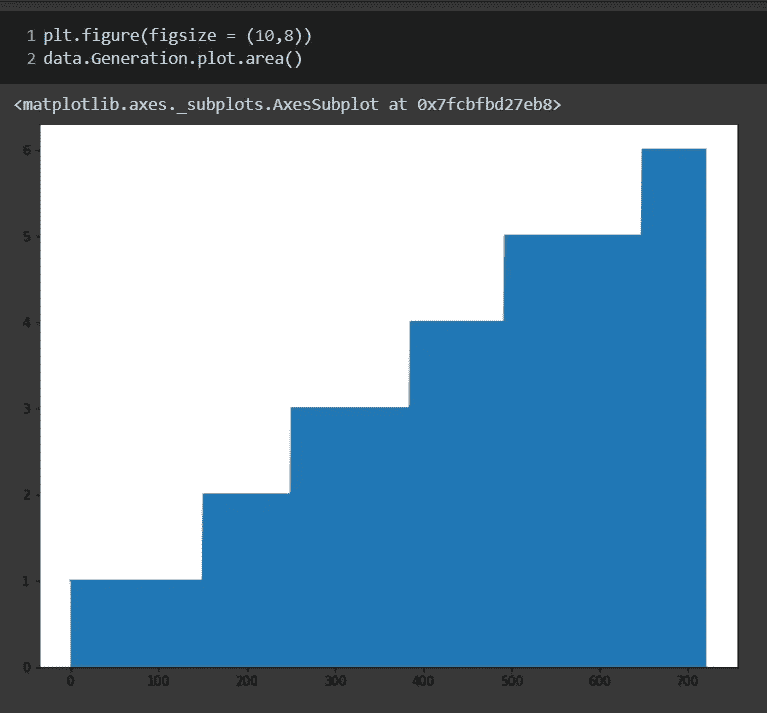 1 plt.figure(figsize = (10,8))
2 data.Generation.plot.area()
<matplotlib.axes._subplots.AxesSubplot at 0x7fcbfbd27eb8>
6
5
4
3
2
1
0
0 100 200 300 400 500 600 700